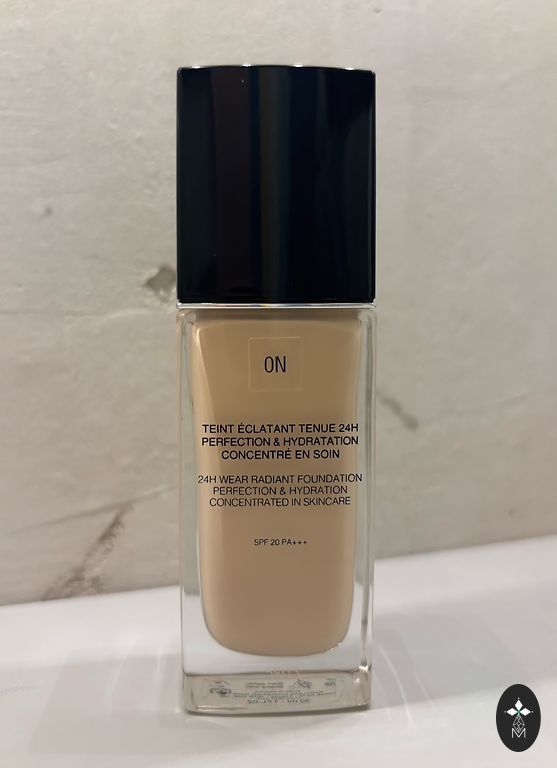 0N
TEINT ÉCLATANT TENUE 24H
PERFECTION & HYDRATATION
CONCENTRÉ EN SOIN
24H WEAR RADIANT FOUNDATION
PERFECTION & HYDRATION
CONCENTRATED IN SKINCARE
SPF 20 PA+++